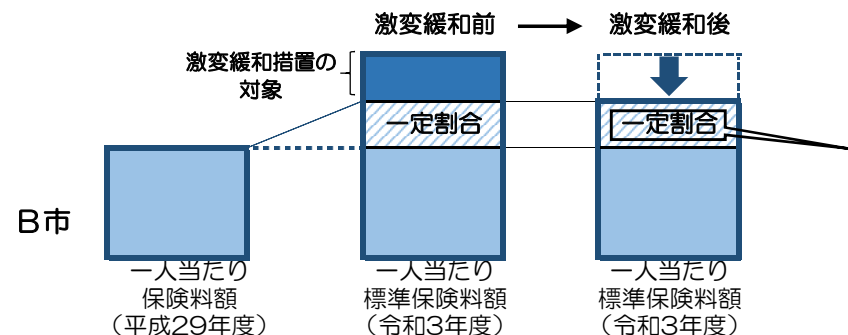 激変緩和前
激変緩和後
激変緩和措置の
対象
一定割合
一定割合
B市
一人当たり
保険料額
（平成29年度）
一人当たり
標準保険料額
（令和3年度）
一人当たり
標準保険料額
（令和3年度）